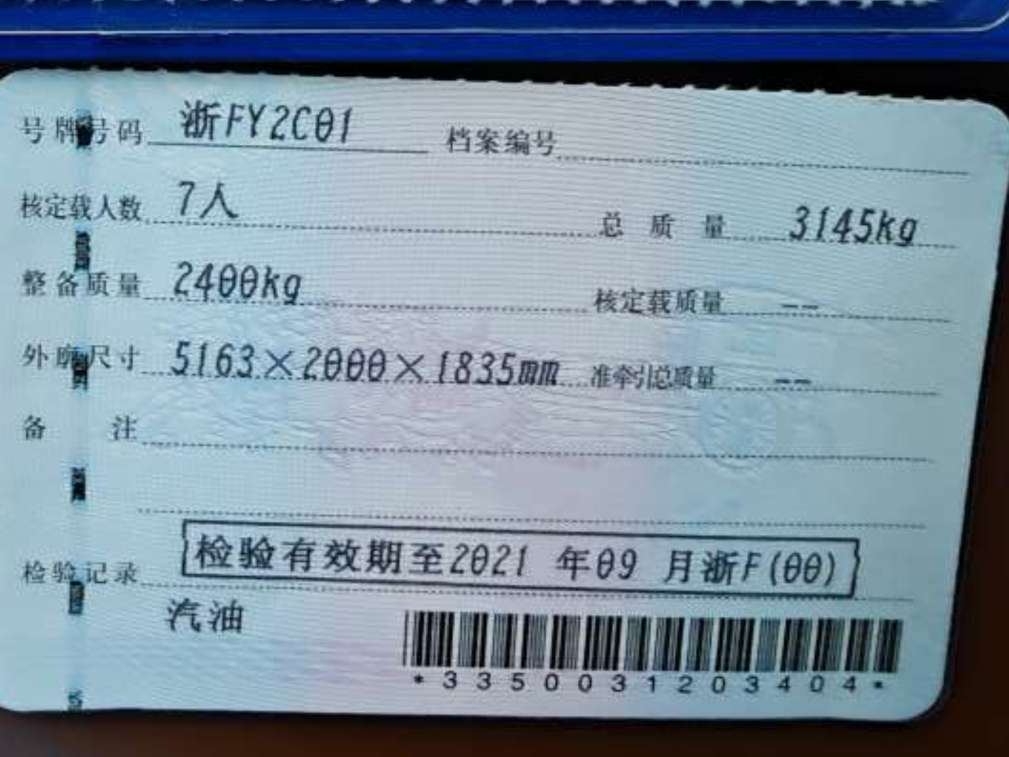 号牌号码 浙FY2C01 档案编号
核定载人数 7人 总质量 3145kg
整备质量 2400kg 核定载质量 --
外廓尺寸 5163×2000×1835mm 准牵引总质量 --
备注
检验记录 检验有效期至2021 年09 月浙F(00)
汽油
*3350031203404*